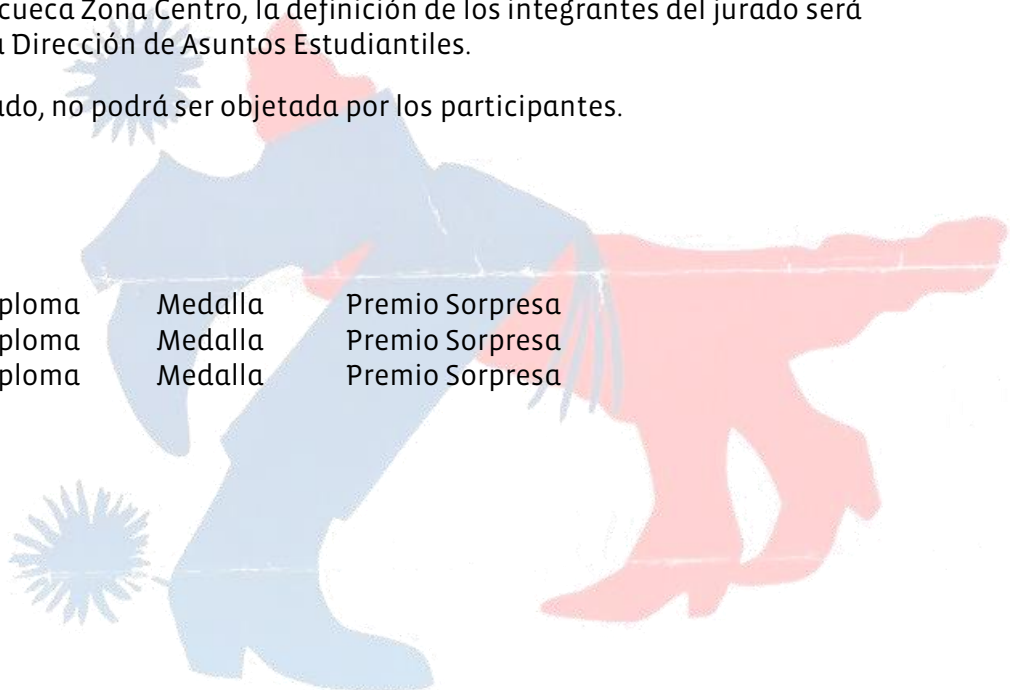 cueca Zona Centro, la definición de los integrantes del jurado será
a Dirección de Asuntos Estudiantiles.
ado, no podrá ser objetada por los participantes.
ploma Medalla Premio Sorpresa
ploma Medalla Premio Sorpresa
ploma Medalla Premio Sorpresa